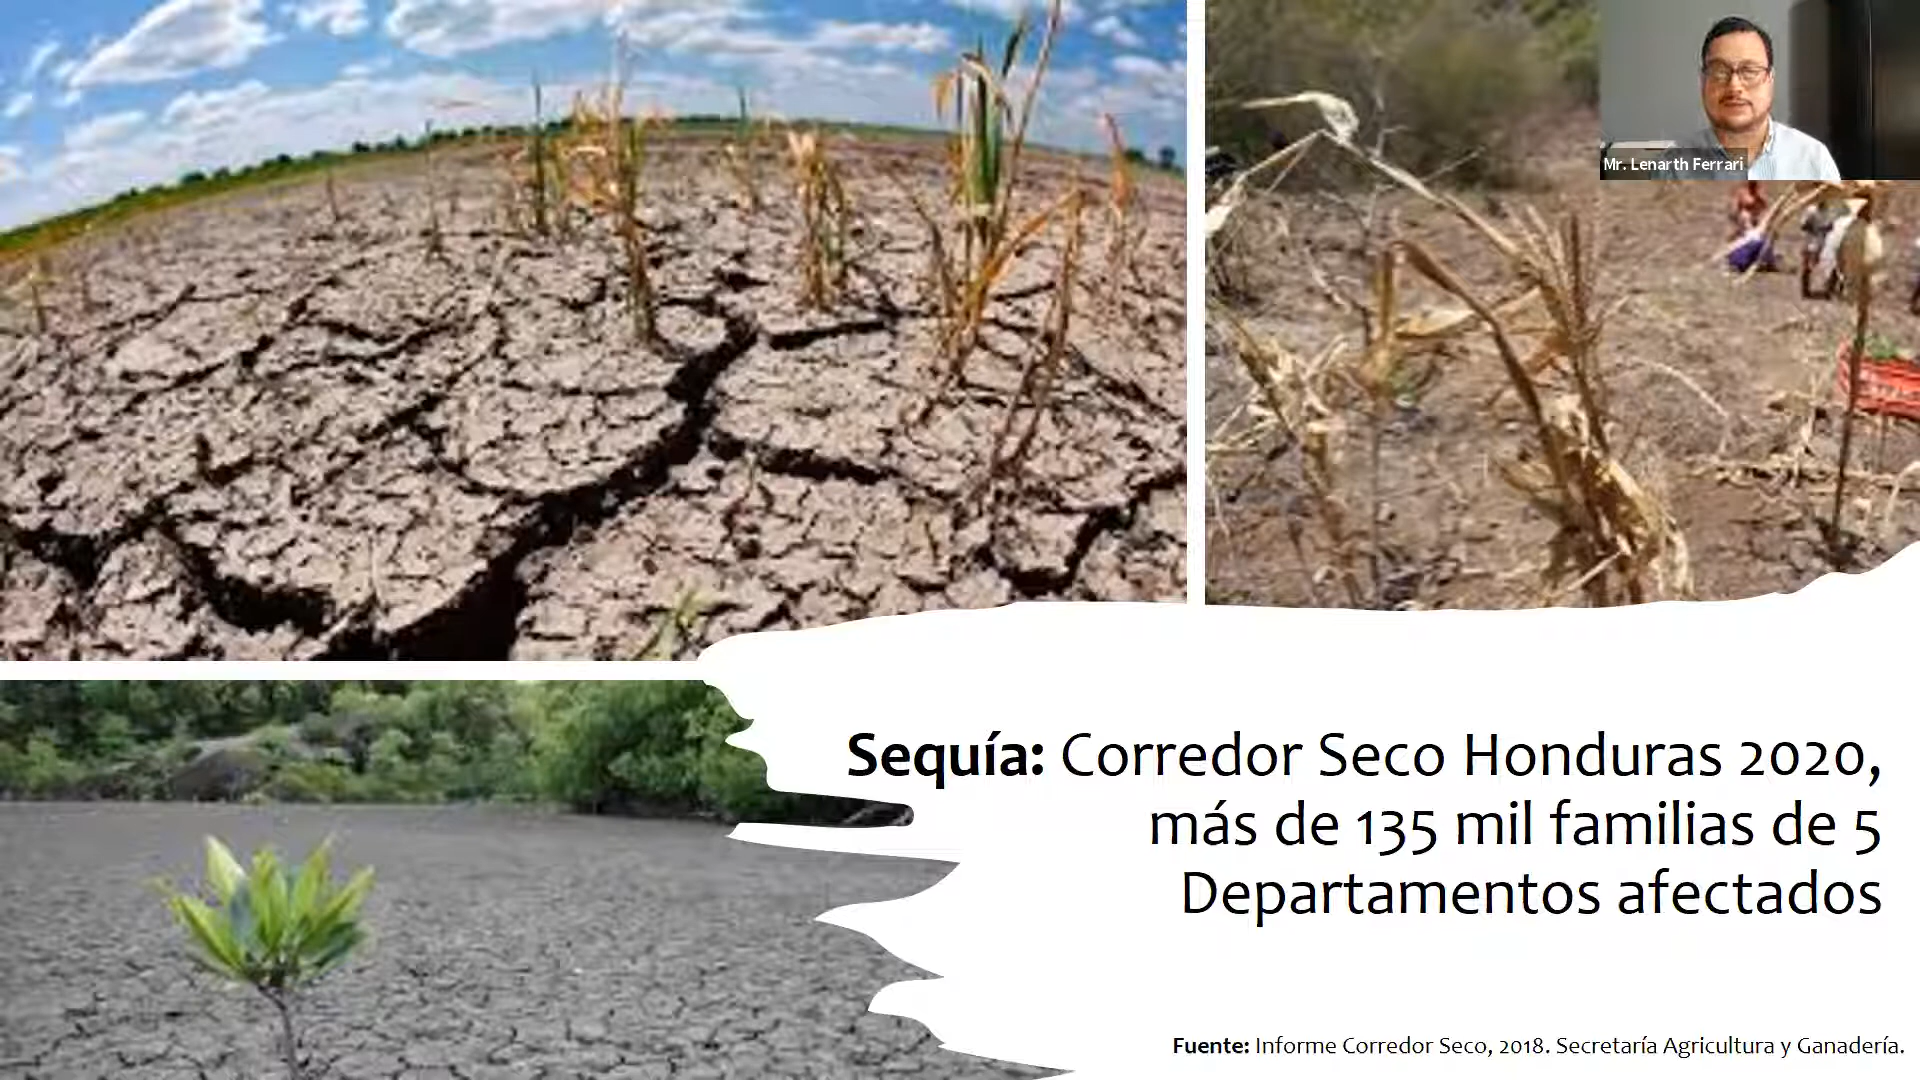 Mr. Lenarth Ferrari
Sequía: Corredor Seco Honduras 2020,
más de 135 mil familias de 5
Departamentos afectados
Fuente: Informe Corredor Seco, 2018. Secretaría Agricultura y Ganadería.